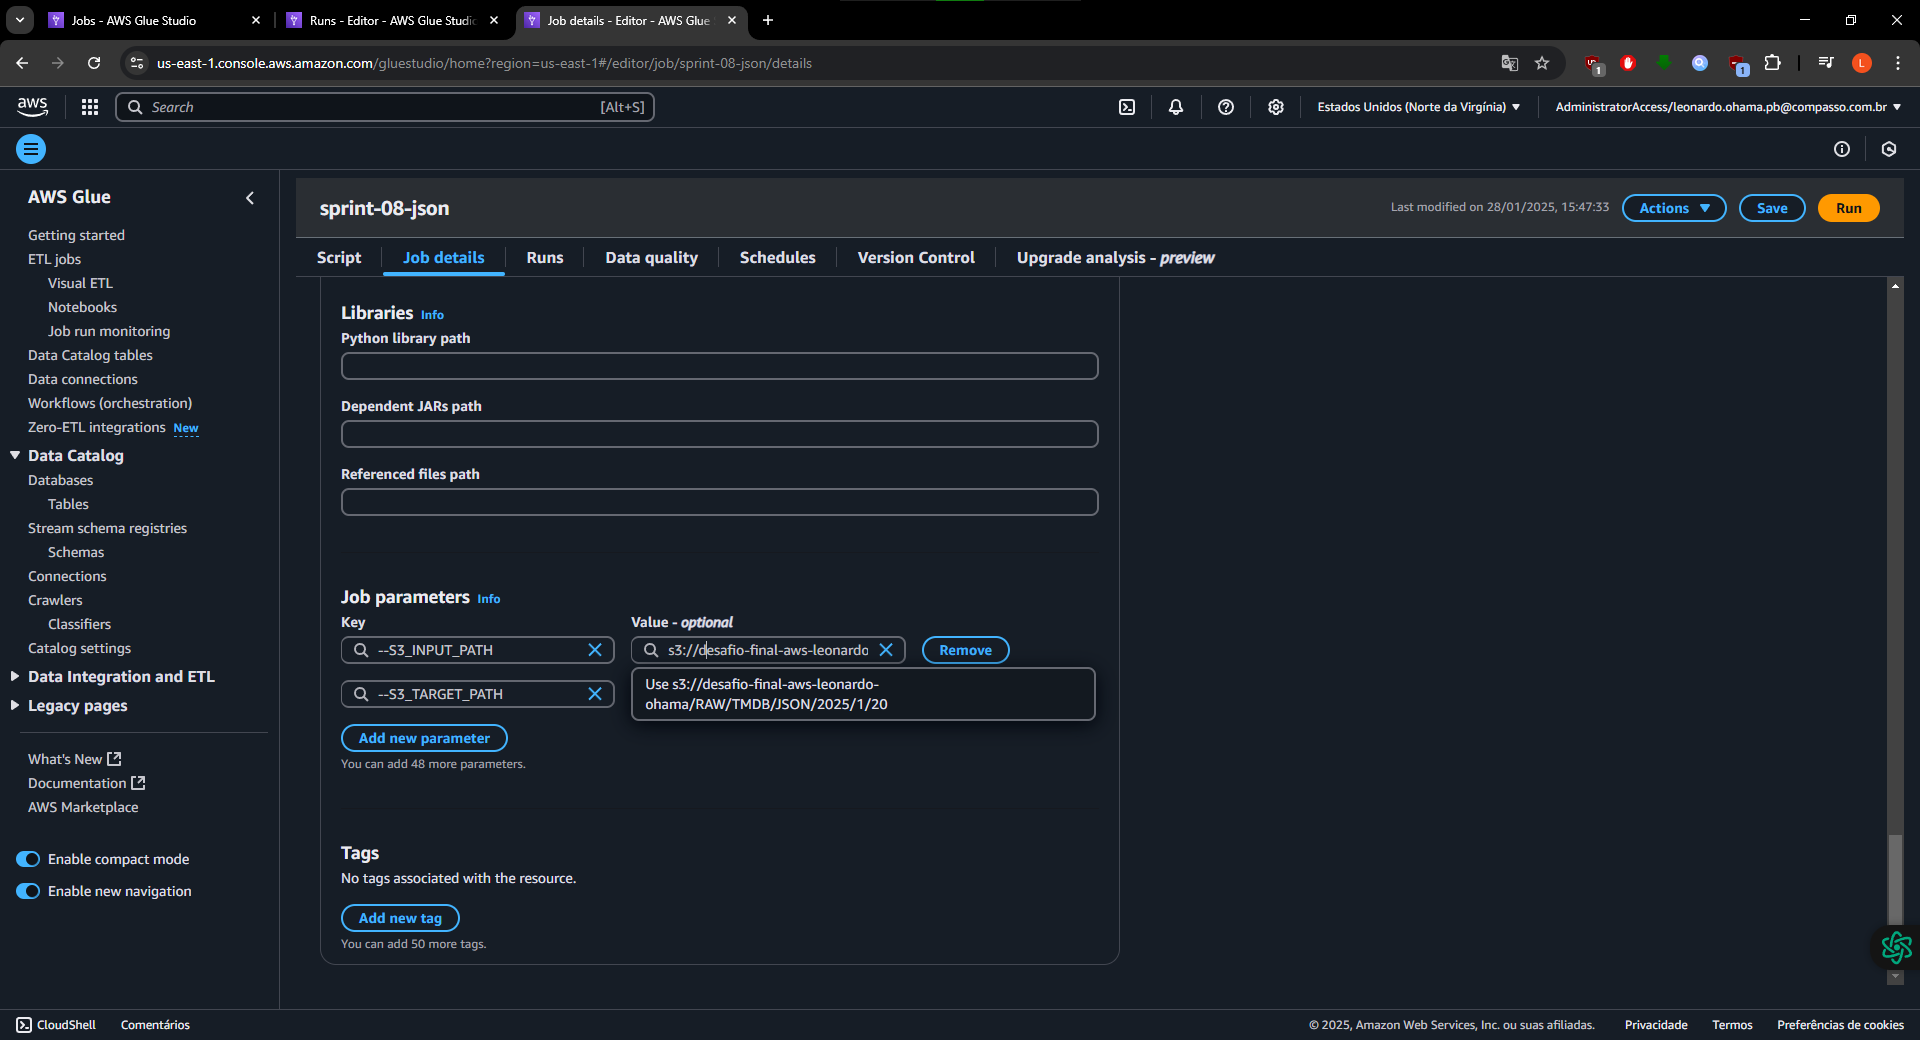 Jobs - AWS Glue Studio
Runs - Editor - AWS Glue Studio
Job details - Editor - AWS Glue
us-east-1.console.aws.amazon.com/gluestudio/home?region=us-east-1#/editor/job/sprint-08-json/details
1
1
L
aws
Search
[Alt+S]
Estados Unidos (Norte da Virgínia)
AdministratorAccess/leonardo.ohama.pb@compasso.com.br
AWS Glue
Getting started
ETL jobs
Visual ETL
Notebooks
Job run monitoring
Data Catalog tables
Data connections
Workflows (orchestration)
Zero-ETL integrations New
Data Catalog
Databases
Tables
Stream schema registries
Schemas
Connections
Crawlers
Classifiers
Catalog settings
Data Integration and ETL
Legacy pages
What's New
Documentation
AWS Marketplace
Enable compact mode
Enable new navigation
sprint-08-json
Last modified on 28/01/2025, 15:47:33
Actions
Save
Run
Script
Job details
Runs
Data quality
Schedules
Version Control
Upgrade analysis - preview
Libraries Info
Python library path
Dependent JARs path
Referenced files path
Job parameters Info
Key
Value - optional
--S3_INPUT_PATH
s3://desafio-final-aws-leonardo
Remove
Use s3://desafio-final-aws-leonardo-
ohama/RAW/TMDB/JSON/2025/1/20
--S3_TARGET_PATH
Add new parameter
You can add 48 more parameters.
Tags
No tags associated with the resource.
Add new tag
You can add 50 more tags.
CloudShell
Comentários
© 2025, Amazon Web Services, Inc. ou suas afiliadas.
Privacidade
Termos
Preferências de cookies